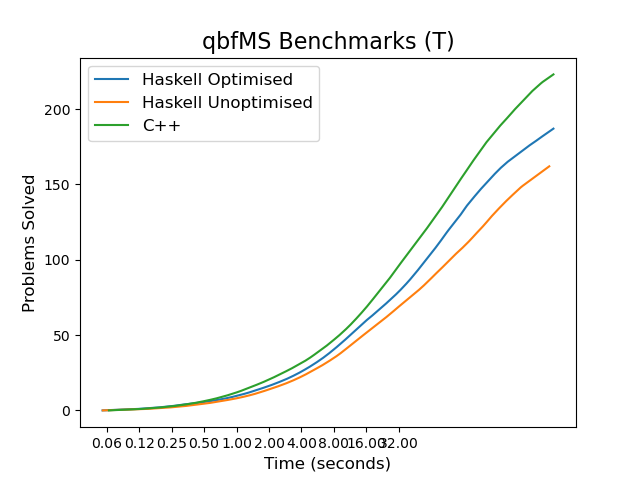 qbfMS Benchmarks (T)
Haskell Optimised
Haskell Unoptimised
C++
Problems Solved
200
150
100
50
0
0.06 0.12 0.25 0.50 1.00 2.00 4.00 8.00 16.00 32.00
Time (seconds)